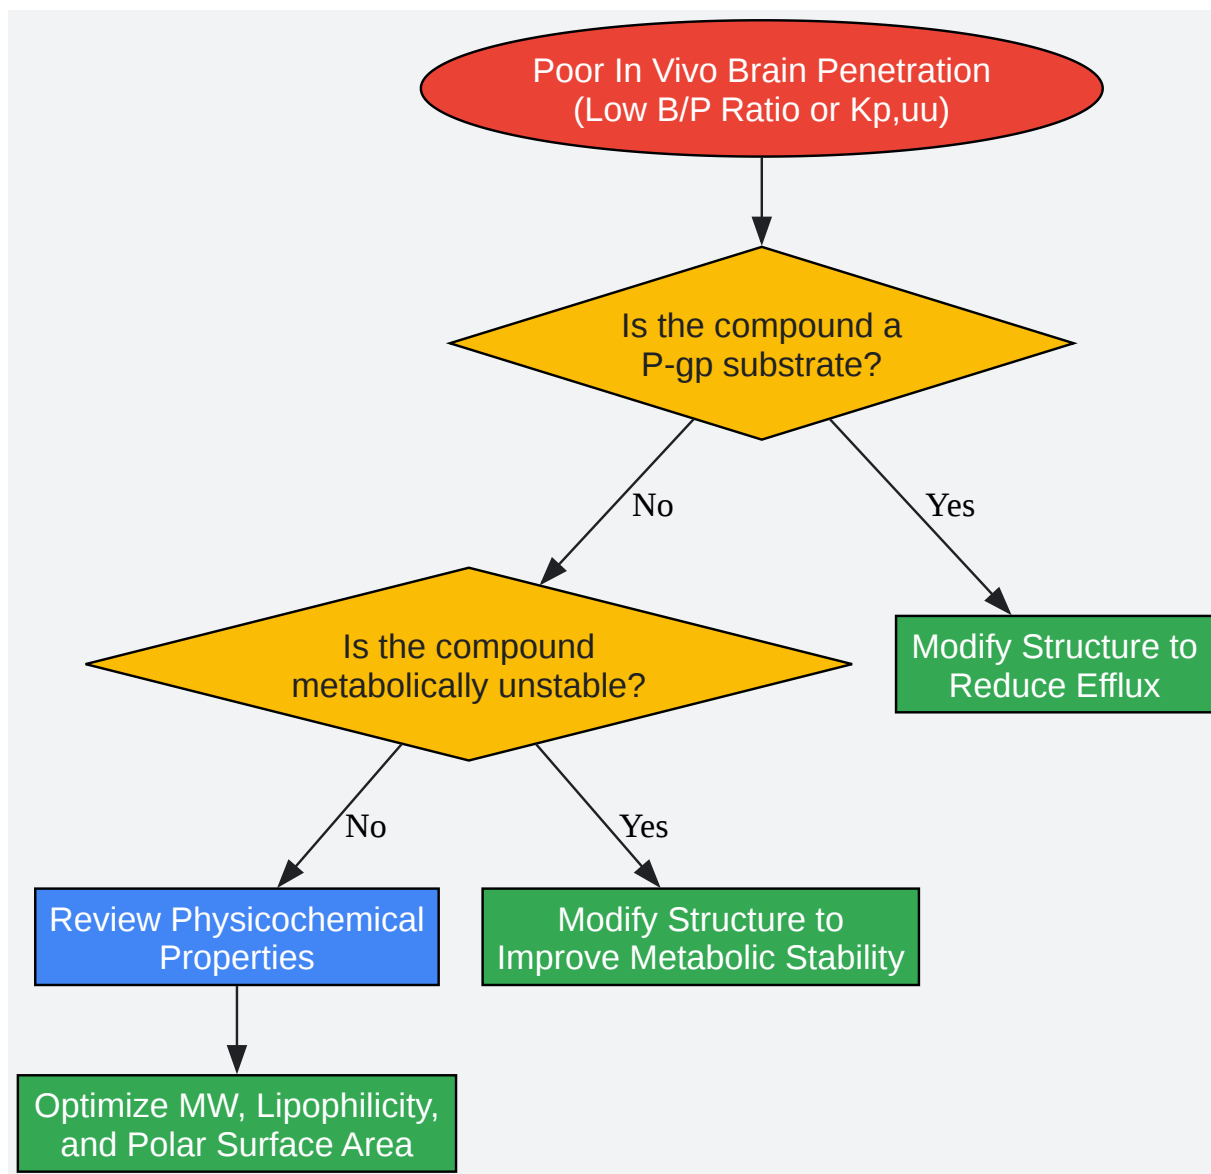 Poor In Vivo Brain Penetration
(Low B/P Ratio or Kp,uu)
Is the compound a
P-gp substrate?
No
Yes
Is the compound
metabolically unstable?
Modify Structure to
Reduce Efflux
No
Yes
Review Physicochemical
Properties
Modify Structure to
Improve Metabolic Stability
Optimize MW, Lipophilicity,
and Polar Surface Area